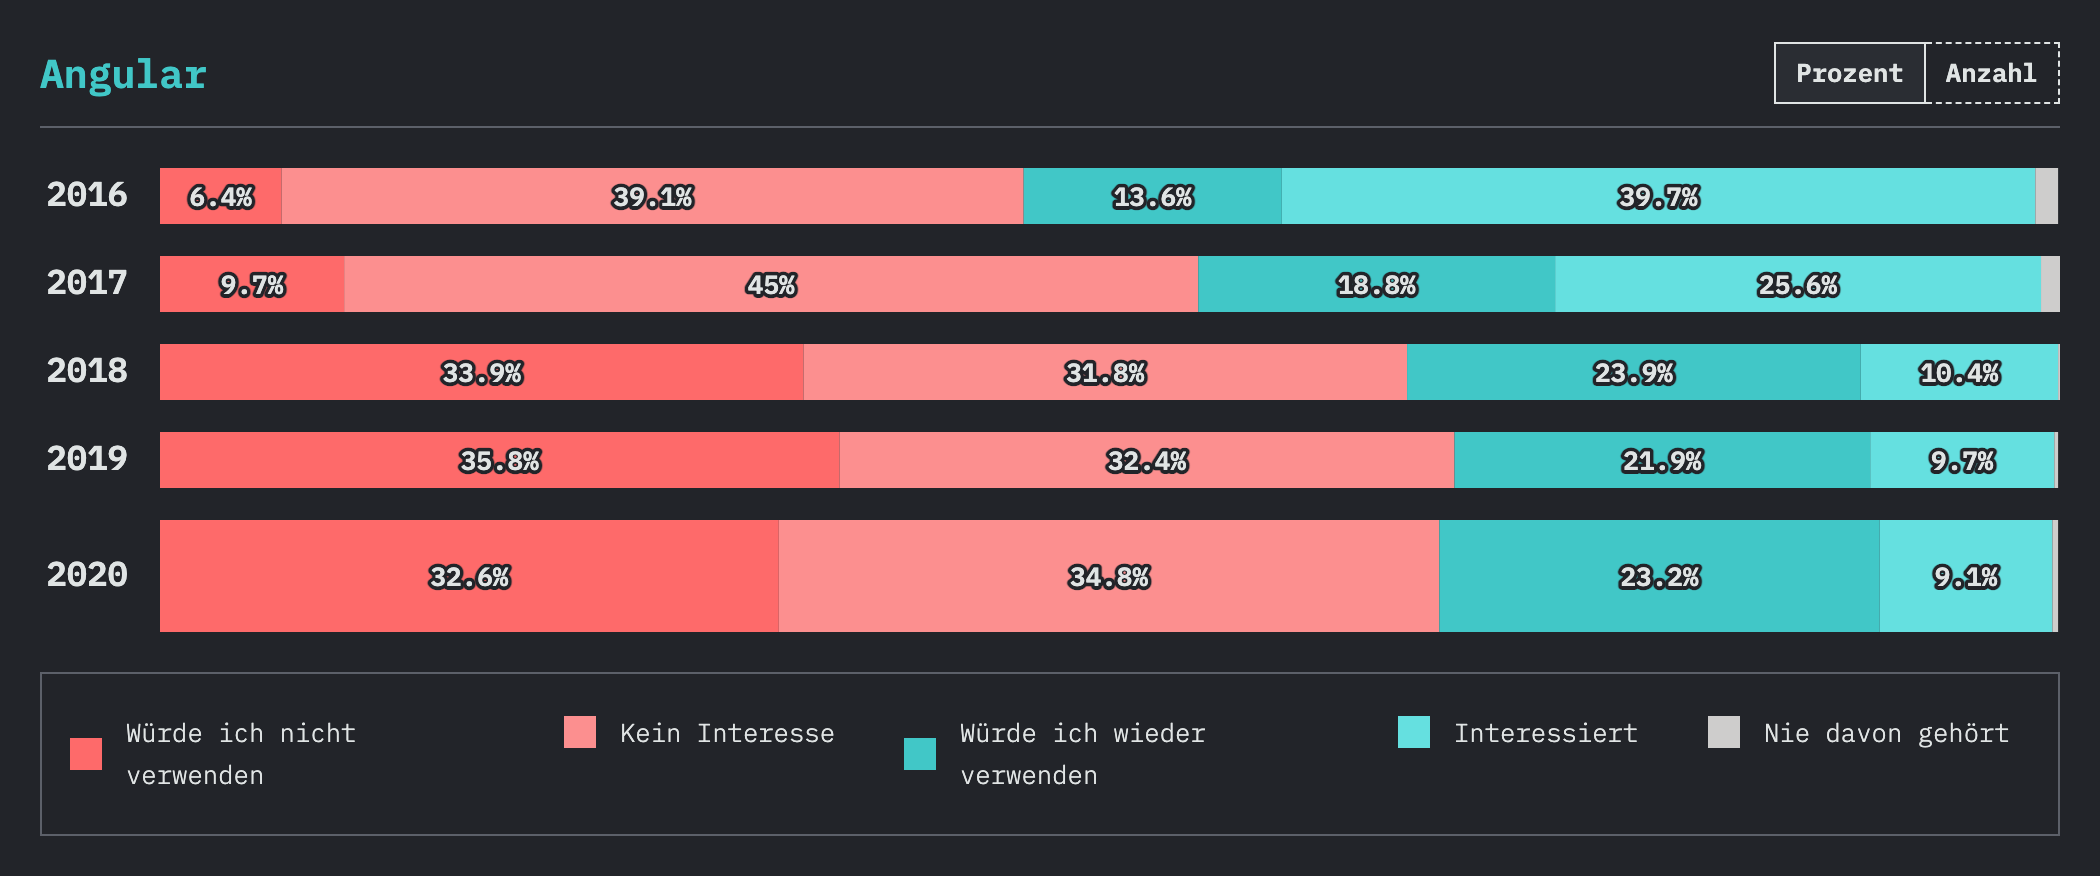 Angular
Prozent Anzahl
2016 6.4% 39.1% 13.6% 39.7%
2017 9.7% 45% 18.8% 25.6%
2018 33.9% 31.8% 23.9% 10.4%
2019 35.8% 32.4% 21.9% 9.7%
2020 32.6% 34.8% 23.2% 9.1%
Würde ich nicht
verwenden
Kein Interesse
Würde ich wieder
verwenden
Interessiert
Nie davon gehört